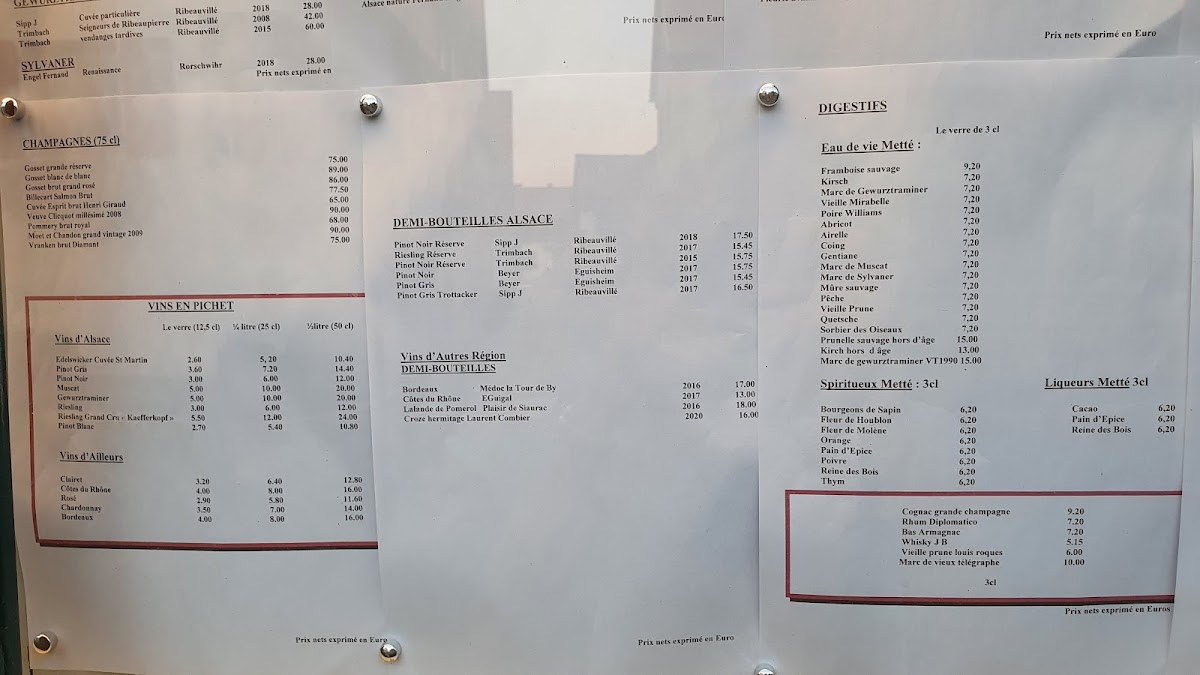 Sipp J Cuvée particulière Ribeauvillé 2018 28.00
Trimbach Seigneurs de Ribeaupierre Ribeauvillé 2008 42.00
Trimbach vendanges tardives Ribeauvillé 2015 60.00
SYLVANER
Engel Fernand Renaissance Rorschwihr 2018 28.00
Prix nets exprimé en
Alsace nature
Prix nets exprimé en Euro
Prix nets exprimé en Euro
CHAMPAGNES (75 cl)
Gosset grande réserve 75.00
Gosset blanc de blanc 89.00
Gosset brut grand rosé 86.00
Billecart Salmon Brut 77.50
Cuvée Esprit brut Henri Giraud 65.00
Veuve Clicquot millésimé 2008 90.00
Pommery brut royal 68.00
Moet et Chandon grand vintage 2009 90.00
Vranken brut Diamant 75.00
VINS EN PICHET
Le verre (12,5 cl) ¼ litre (25 cl) ½litre (50 cl)
Vins d'Alsace
Edelswicker Cuvée St Martin 2.60 5,20 10.40
Pinot Gris 3.60 7.20 14.40
Pinot Noir 3.00 6.00 12.00
Muscat 5.00 10.00 20.00
Gewurztraminer 5.00 10.00 20.00
Riesling 3,00 6.00 12.00
Riesling Grand Cru « Kaefferkopf » 5.50 12.00 24.00
Pinot Blanc 2.70 5.40 10.80
Vins d'Ailleurs
Clairet 3.20 6.40 12.80
Côtes du Rhône 4.00 8.00 16.00
Rosé 2.90 5.80 11.60
Chardonnay 3.50 7.00 14.00
Bordeaux 4.00 8.00 16.00
Prix nets exprimé en Euro
DEMI-BOUTEILLES ALSACE
Pinot Noir Réserve Sipp J Ribeauvillé 2018 17.50
Riesling Réserve Trimbach Ribeauvillé 2017 15.45
Pinot Noir Réserve Trimbach Ribeauvillé 2015 15.75
Pinot Noir Beyer Eguisheim 2017 15.75
Pinot Gris Beyer Eguisheim 2017 15.45
Pinot Gris Trottacker Sipp J Ribeauvillé 2017 16.50
Vins d'Autres Région
DEMI-BOUTEILLES
Bordeaux Médoc la Tour de By 2016 17.00
Côtes du Rhône EGuigal 2017 13.00
Lalande de Pomerol Plaisir de Siaurac 2016 18.00
Croze hermitage Laurent Combier 2020 16.00
Prix nets exprimé en Euro
DIGESTIFS
Le verre de 3 cl
Eau de vie Metté :
Framboise sauvage 9,20
Kirsch 7,20
Marc de Gewurztraminer 7,20
Vieille Mirabelle 7,20
Poire Williams 7,20
Abricot 7,20
Airelle 7,20
Coing 7,20
Gentiane 7,20
Marc de Muscat 7,20
Marc de Sylvaner 7,20
Mûre sauvage 7,20
Pêche 7,20
Vieille Prune 7,20
Quetsche 7,20
Sorbier des Oiseaux 7,20
Prunelle sauvage hors d'âge 15.00
Kirch hors d âge 13,00
Marc de gewurztraminer VT1990 15.00
Spiritueux Metté : 3cl
Bourgeons de Sapin 6,20
Fleur de Houblon 6,20
Fleur de Molène 6,20
Orange 6,20
Pain d'Epice 6,20
Poivre 6,20
Reine des Bois 6,20
Thym 6,20
Liqueurs Metté 3cl
Cacao 6,20
Pain d'Epice 6,20
Reine des Bois 6,20
Cognac grande champagne 9,20
Rhum Diplomatico 7.20
Bas Armagnac 7.20
Whisky J B 5.15
Vieille prune louis roques 6.00
Marc de vieux télégraphe 10.00
3cl
Prix nets exprimé en Euros